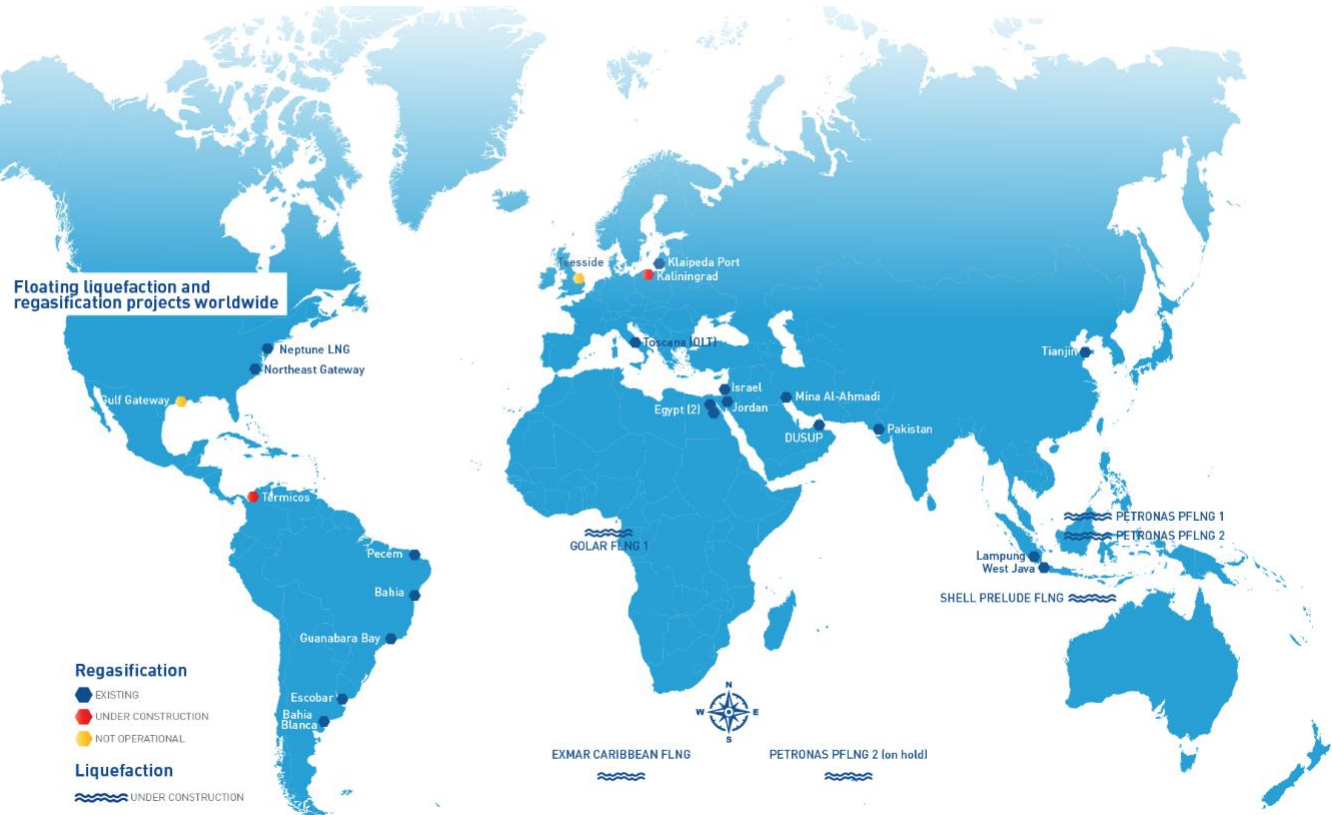 Teesside
Klaipeda Port
Kaliningrad
Floating liquefaction and
regasification projects worldwide
Neptune LNG
Northeast Gateway
Toscana (OLT)
Tianjin
Gulf Gateway
Israel
Mina Al-Ahmadi
Egypt (2)
Jordan
DUSUP
Pakistan
Termicos
PETRONAS PFLNG 1
PETRONAS PFLNG 2
GOLAR FLNG 1
Pecem
Lampung
West Java
Bahia
SHELL PRELUDE FLNG
Guanabara Bay
Regasification
EXISTING
UNDER CONSTRUCTION
NOT OPERATIONAL
Escobar
Bahia
Blanca
N
W
E
S
EXMAR CARIBBEAN FLNG
PETRONAS PFLNG 2 (on hold)
Liquefaction
UNDER CONSTRUCTION